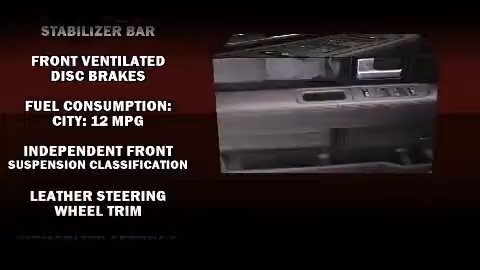 STABILIZER BAR
FRONT VENTILATED
DISC BRAKES
FUEL CONSUMPTION:
CITY: 12 MPG
INDEPENDENT FRONT
SUSPENSION CLASSIFICATION
LEATHER STEERING
WHEEL TRIM